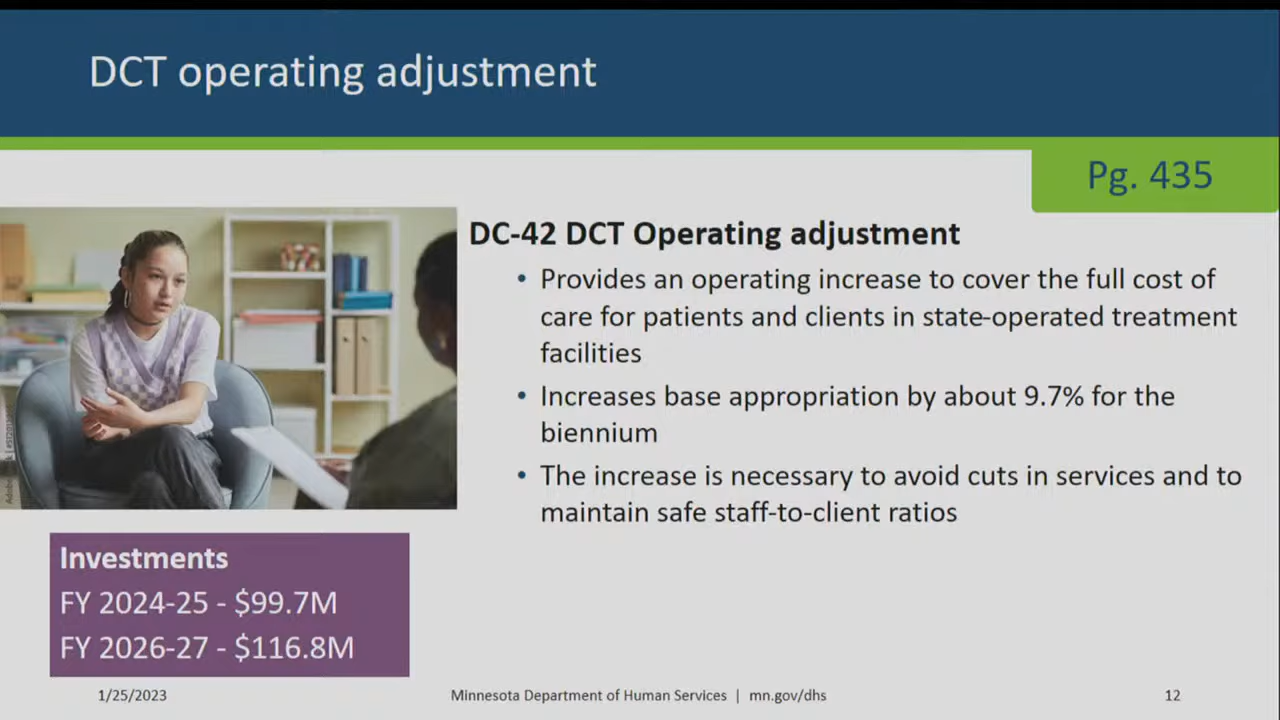 DCT operating adjustment
Pg. 435
DC-42 DCT Operating adjustment
• Provides an operating increase to cover the full cost of
care for patients and clients in state-operated treatment
facilities
• Increases base appropriation by about 9.7% for the
biennium
• The increase is necessary to avoid cuts in services and to
maintain safe staff-to-client ratios
Investments
FY 2024-25 - $99.7M
FY 2026-27 - $116.8M
1/25/2023
Minnesota Department of Human Services | mn.gov/dhs
12